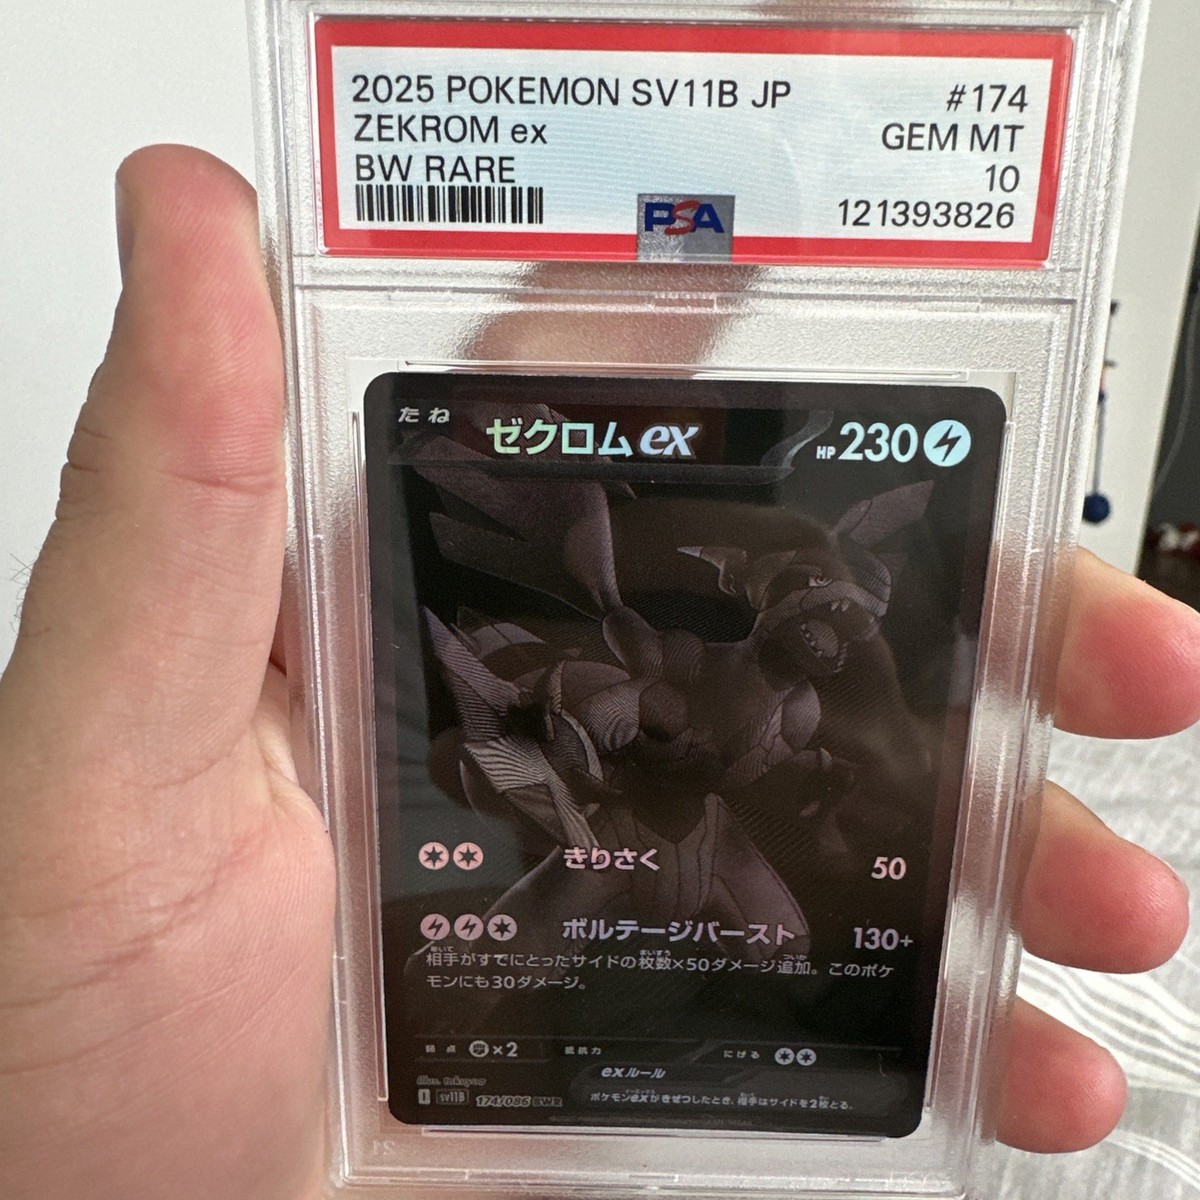 2025 POKEMON SV11B JP #174
ZEKROM ex GEM MT
BW RARE 10
PSA 121393826
たね ゼクロムex HP230
きりさく 50
ボルテージバースト 130+
相手がすでにとったサイドの枚数×50ダメージ追加。このポケ
モンにも30ダメージ。
弱点 ×2 抵抗力 にげる
exルール
illus. takuyoa
I sv11B 174/086 BWR ポケモンexがきぜつしたとき、相手はサイドを2枚とる。